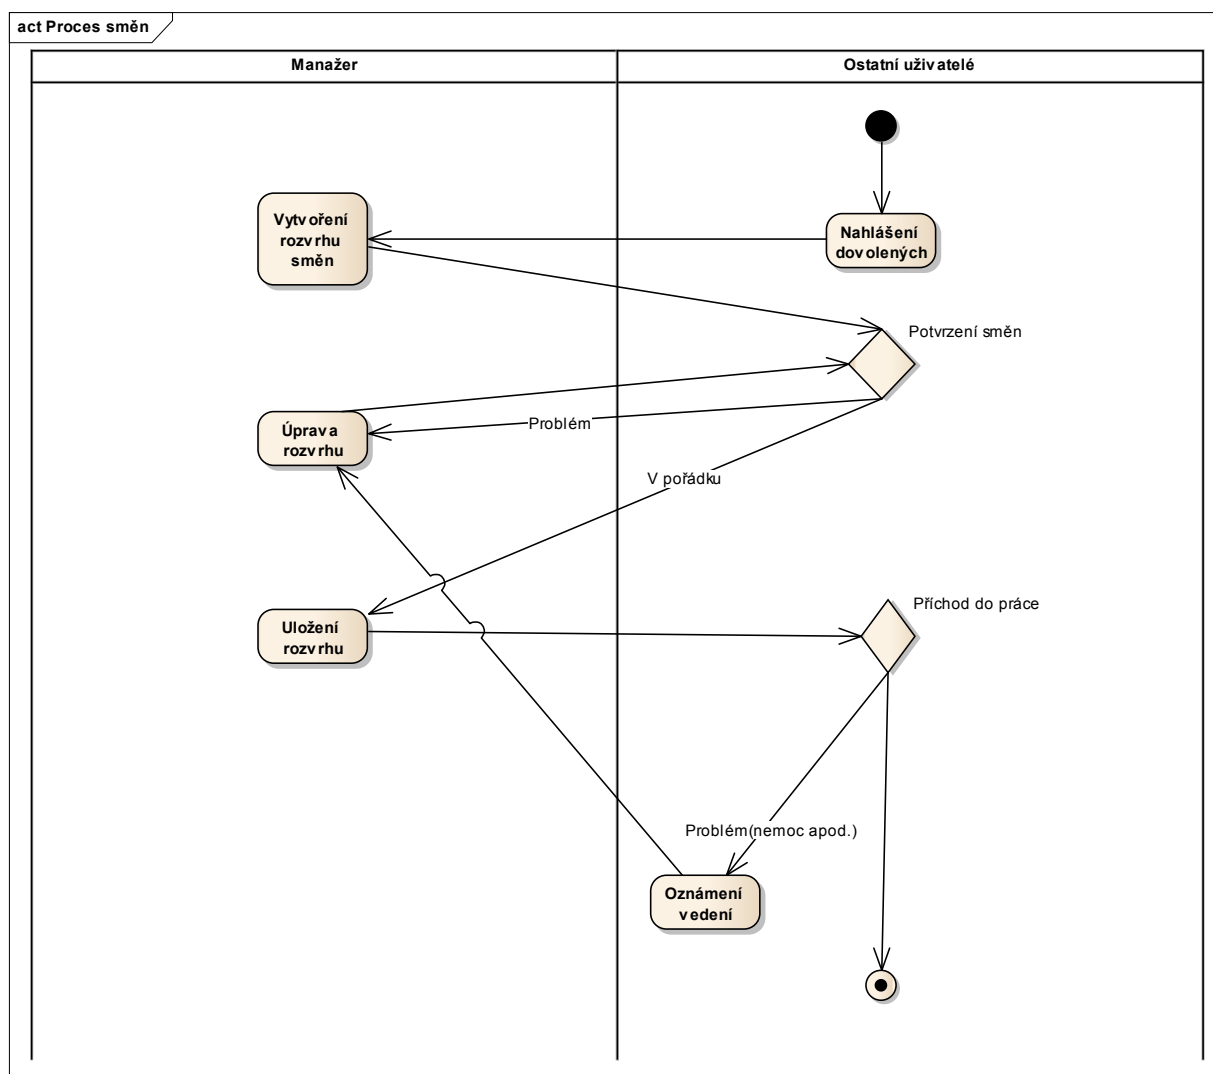 act Proces směn
Manažer
Ostatní uživatelé
Nahlášení
dovolených
Vytvoření
rozvrhu
směn
Potvrzení směn
Úprava
rozvrhu
Problém
V pořádku
Uložení
rozvrhu
Příchod do práce
Problém(nemoc apod.)
Oznámení
vedení